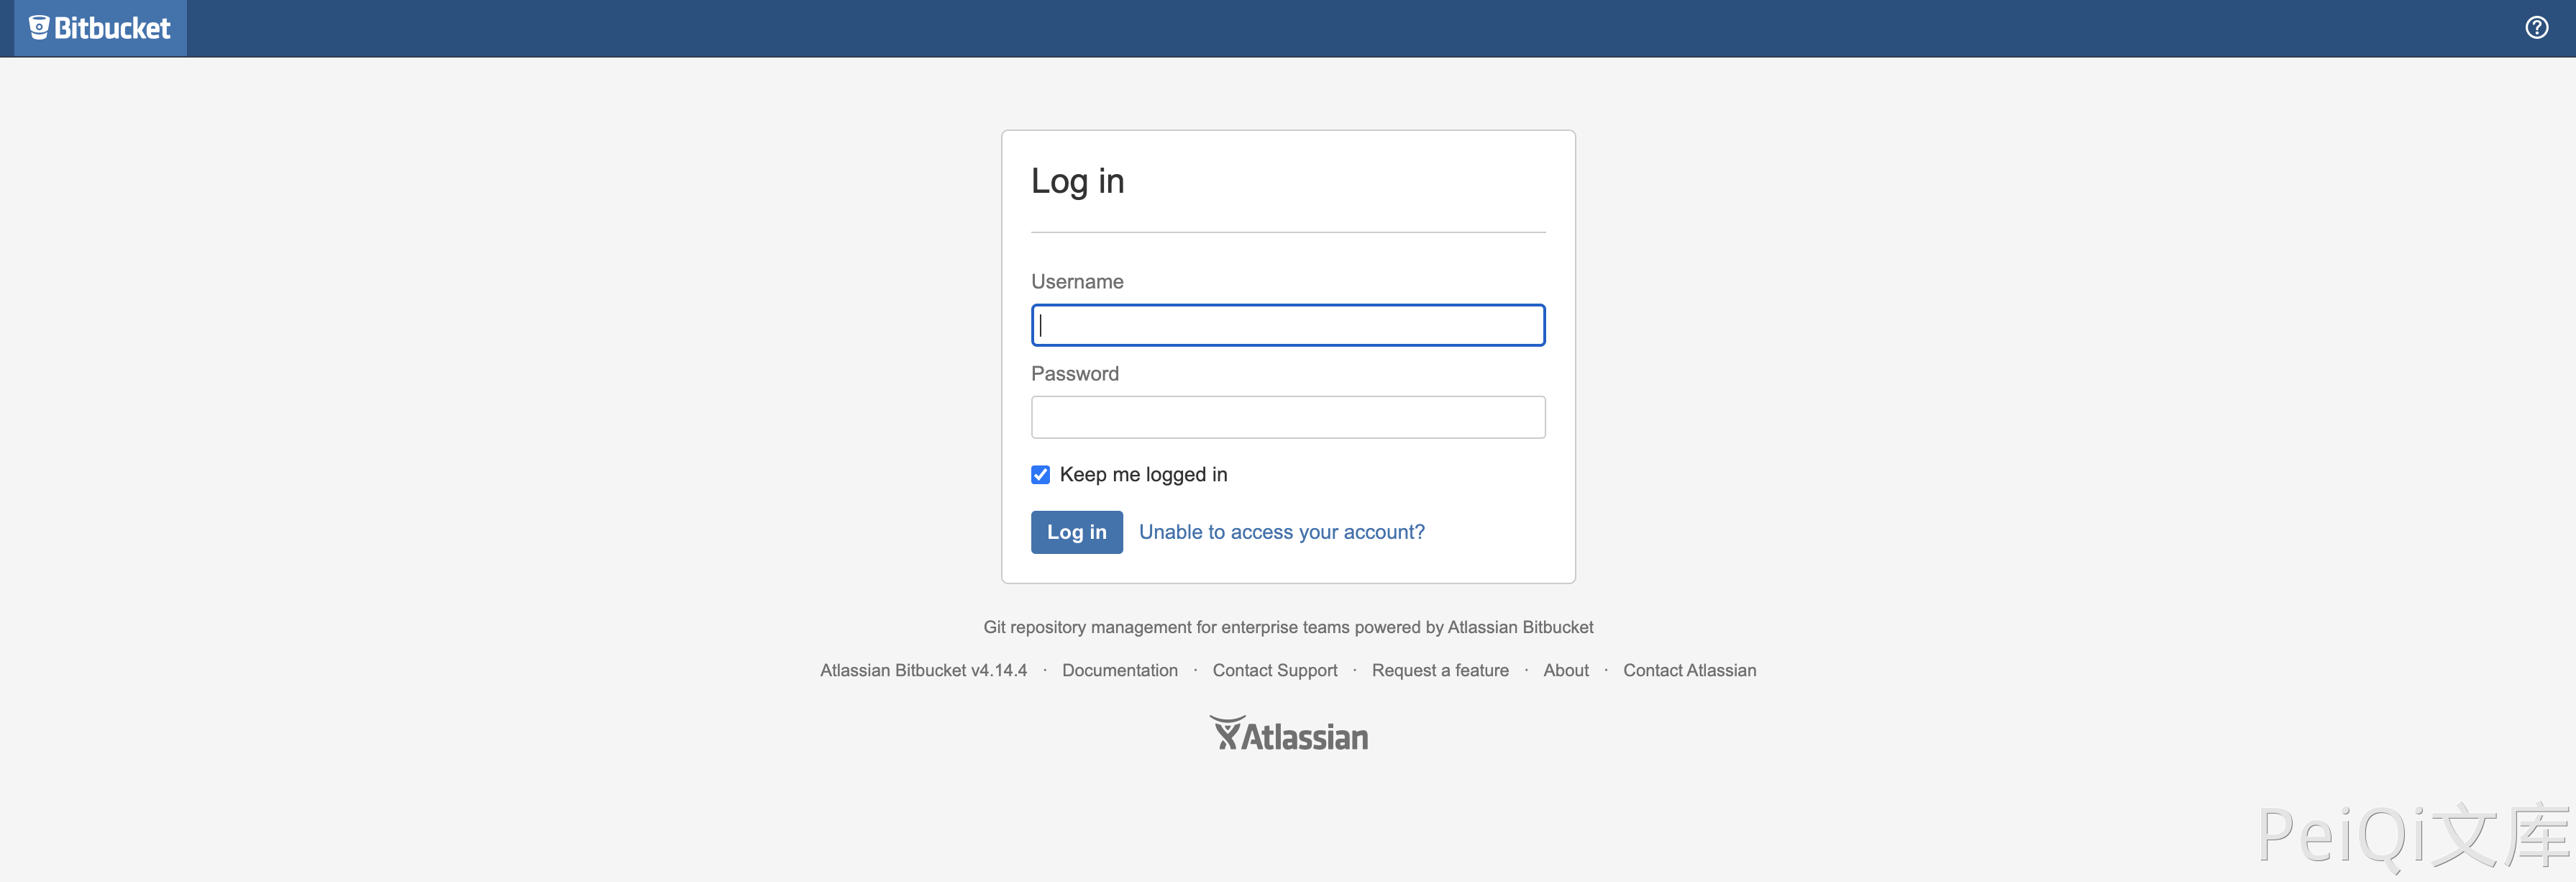 Bitbucket
Log in
Username
Password
Keep me logged in
Log in Unable to access your account?
Git repository management for enterprise teams powered by Atlassian Bitbucket
Atlassian Bitbucket v4.14.4 · Documentation · Contact Support · Request a feature · About · Contact Atlassian
Atlassian
PeiQi文库